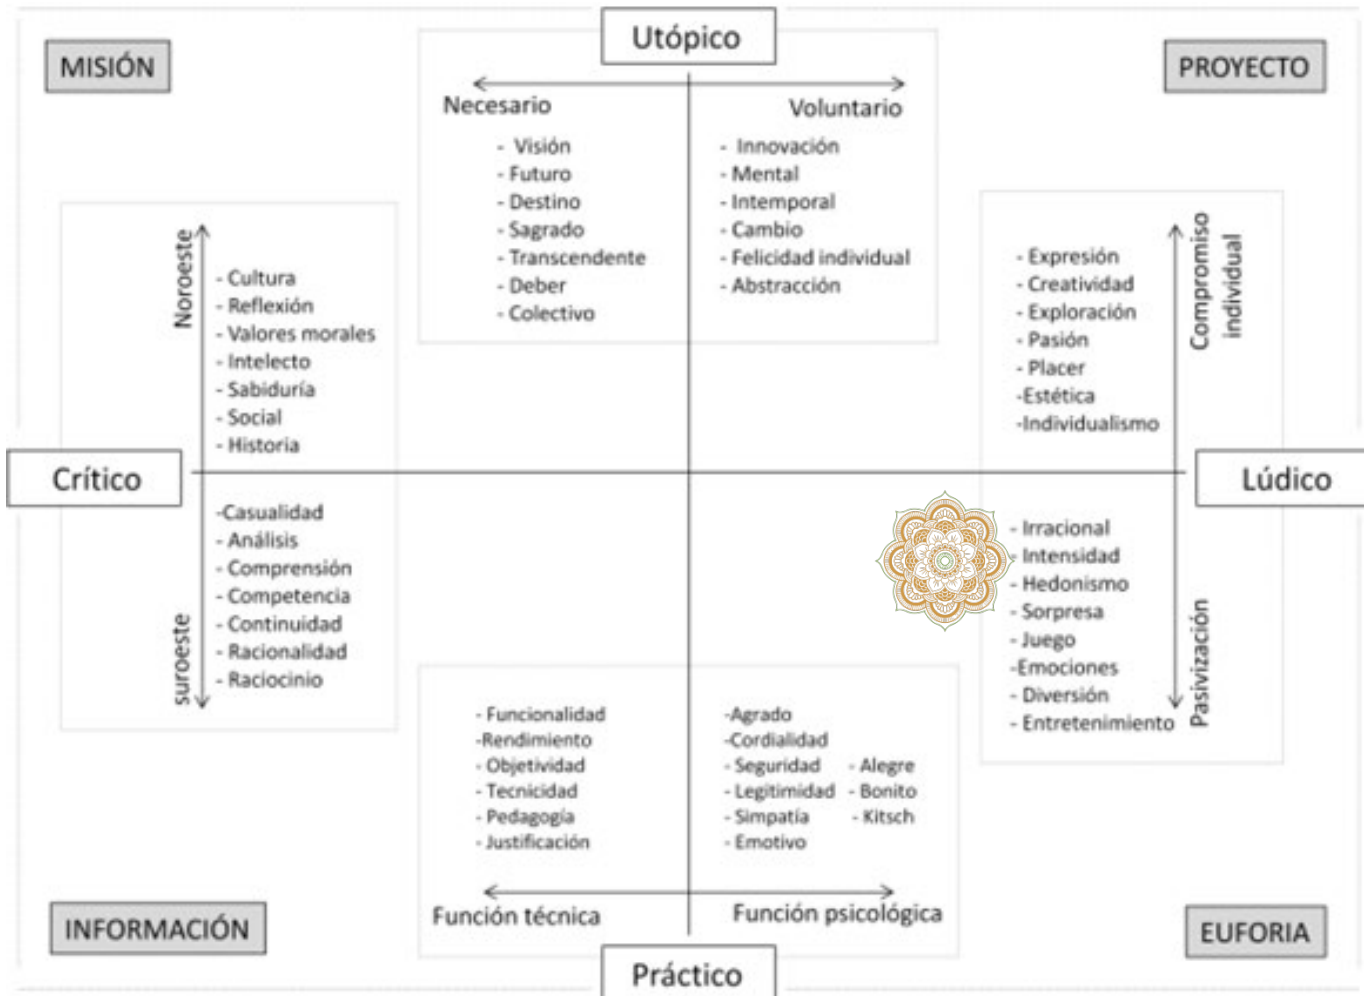 Utópico
MISIÓN
PROYECTO
Necesario
Voluntario
- Visión
- Futuro
- Destino
- Sagrado
- Transcendente
- Deber
- Colectivo
- Innovación
- Mental
- Intemporal
- Cambio
- Felicidad individual
- Abstracción
Noroeste
- Cultura
- Reflexión
- Valores morales
- Intelecto
- Sabiduría
- Social
- Historia
- Expresión
- Creatividad
- Exploración
- Pasión
- Placer
-Estética
-Individualismo
Compromiso
individual
Crítico
Lúdico
suroeste
-Casualidad
- Análisis
- Comprensión
- Competencia
- Continuidad
- Racionalidad
- Raciocinio
- Irracional
- Intensidad
- Hedonismo
- Sorpresa
- Juego
-Emociones
- Diversión
- Entretenimiento
Pasivización
- Funcionalidad
-Rendimiento
- Objetividad
- Tecnicidad
- Pedagogía
- Justificación
-Agrado
-Cordialidad
- Seguridad
- Legitimidad
- Simpatía
- Emotivo
- Alegre
- Bonito
- Kitsch
Función técnica
Función psicológica
INFORMACIÓN
EUFORIA
Práctico